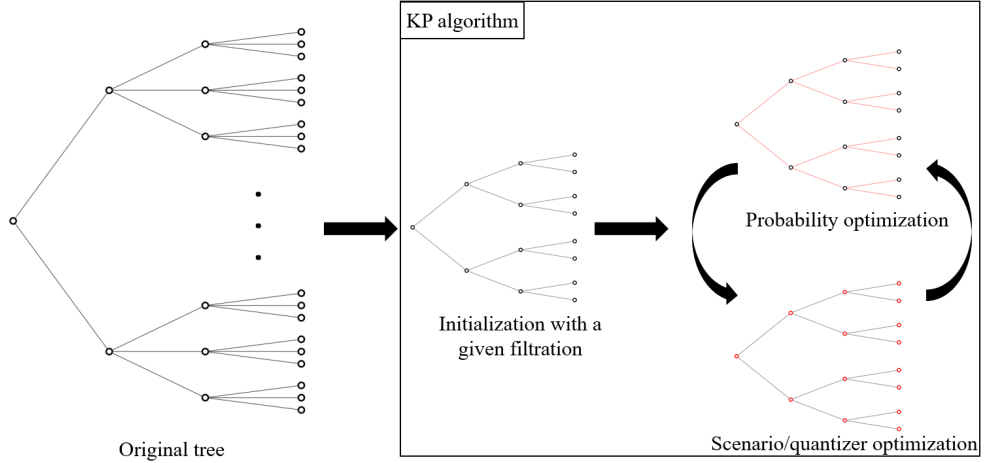 KP algorithm
Original tree
Initialization with a
given filtration
Probability optimization
Scenario/quantizer optimization